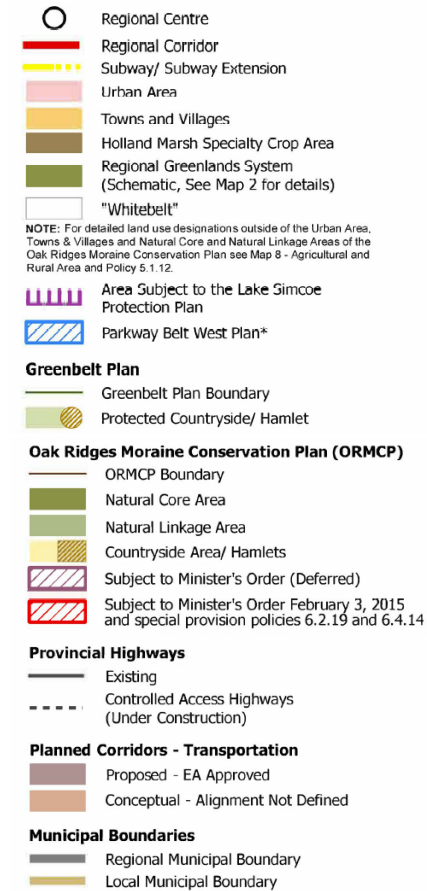 Regional Centre
Regional Corridor
Subway/ Subway Extension
Urban Area
Towns and Villages
Holland Marsh Specialty Crop Area
Regional Greenlands System
(Schematic, See Map 2 for details)
"Whitebelt"
NOTE: For detailed land use designations outside of the Urban Area,
Towns & Villages and Natural Core and Natural Linkage Areas of the
Oak Ridges Moraine Conservation Plan see Map 8 - Agricultural and
Rural Area and Policy 5.1.12.
Area Subject to the Lake Simcoe
Protection Plan
Parkway Belt West Plan*
Greenbelt Plan
Greenbelt Plan Boundary
Protected Countryside/ Hamlet
Oak Ridges Moraine Conservation Plan (ORMCP)
ORMCP Boundary
Natural Core Area
Natural Linkage Area
Countryside Area/ Hamlets
Subject to Minister's Order (Deferred)
Subject to Minister's Order February 3, 2015
and special provision policies 6.2.19 and 6.4.14
Provincial Highways
Existing
Controlled Access Highways
(Under Construction)
Planned Corridors - Transportation
Proposed - EA Approved
Conceptual - Alignment Not Defined
Municipal Boundaries
Regional Municipal Boundary
Local Municipal Boundary